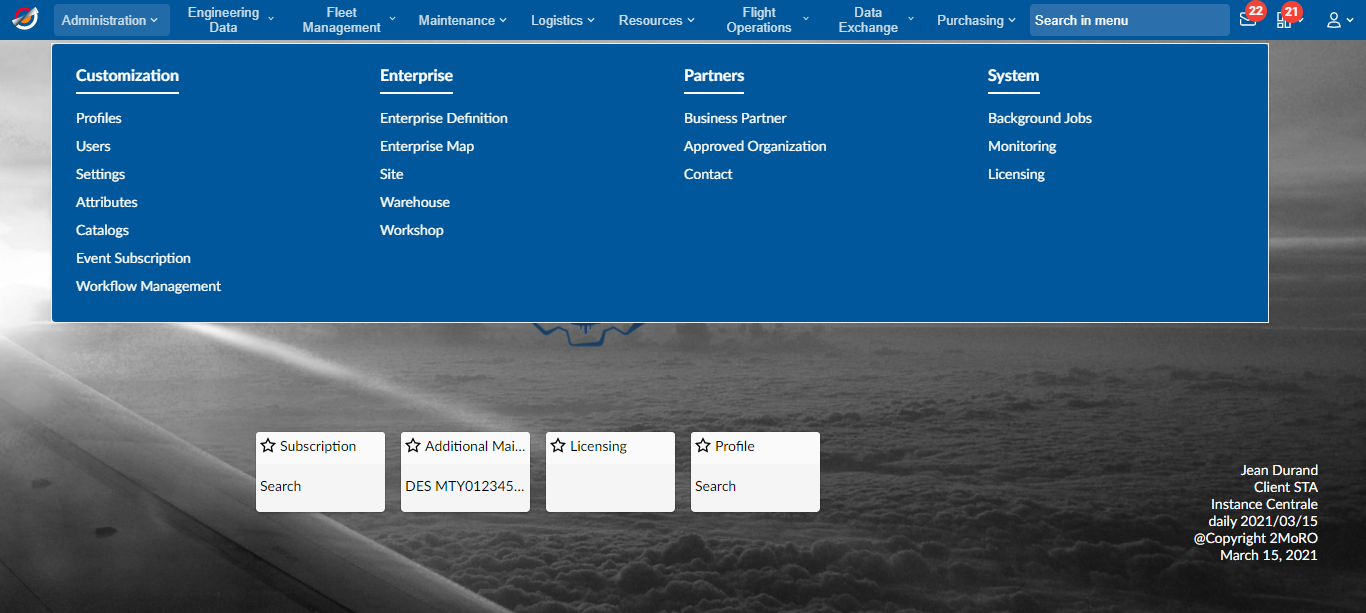 Administration
Engineering
Data
Fleet
Management
Maintenance
Logistics
Resources
Flight
Operations
Data
Exchange
Purchasing
Search in menu
22
21
Customization
Profiles
Users
Settings
Attributes
Catalogs
Event Subscription
Workflow Management
Enterprise
Enterprise Definition
Enterprise Map
Site
Warehouse
Workshop
Partners
Business Partner
Approved Organization
Contact
System
Background Jobs
Monitoring
Licensing
Subscription
Search
Additional Mai...
DES MTY012345...
Licensing
Profile
Search
Jean Durand
Client STA
Instance Centrale
daily 2021/03/15
@Copyright 2MoRO
March 15, 2021